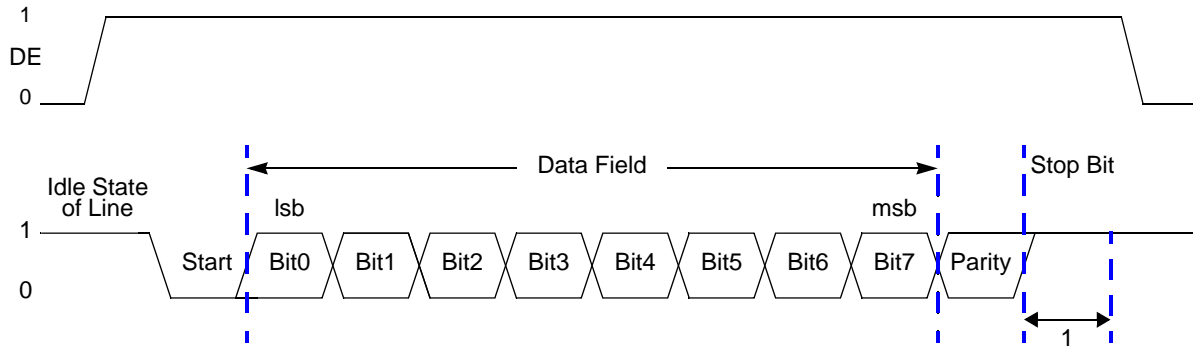 1
DE
0
Data Field
Stop Bit
Idle State
of Line
lsb
msb
1
Start
Bit0
Bit1
Bit2
Bit3
Bit4
Bit5
Bit6
Bit7
Parity
0
1